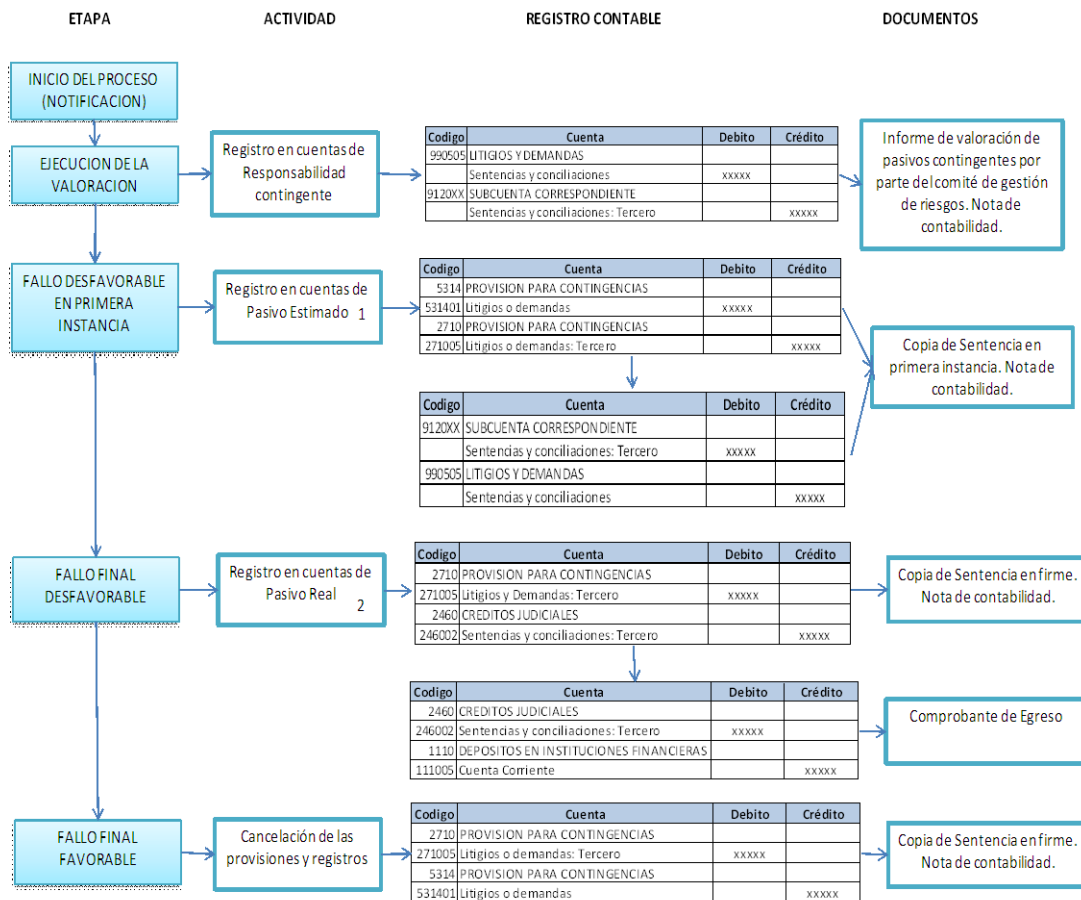 ETAPA ACTIVIDAD REGISTRO CONTABLE DOCUMENTOS
INICIO DEL PROCESO
(NOTIFICACION)
EJECUCION DE LA
VALORACION
Registro en cuentas de
Responsabilidad
contingente
Codigo Cuenta Debito Crédito
990505 LITIGIOS Y DEMANDAS
Sentencias y conciliaciones xxxxx
9120XX SUBCUENTA CORRESPONDIENTE
Sentencias y conciliaciones: Tercero xxxxx
Informe de valoración de
pasivos contingentes por
parte del comité de gestión
de riesgos. Nota de
contabilidad.
FALLO DESFAVORABLE
EN PRIMERA
INSTANCIA
Registro en cuentas de
Pasivo Estimado 1
Codigo Cuenta Debito Crédito
5314 PROVISION PARA CONTINGENCIAS
531401 Litigios o demandas xxxxx
2710 PROVISION PARA CONTINGENCIAS
271005 Litigios o demandas: Tercero xxxxx
Codigo Cuenta Debito Crédito
9120XX SUBCUENTA CORRESPONDIENTE
Sentencias y conciliaciones: Tercero xxxxx
990505 LITIGIOS Y DEMANDAS
Sentencias y conciliaciones xxxxx
Copia de Sentencia en
primera instancia. Nota de
contabilidad.
FALLO FINAL
DESFAVORABLE
Registro en cuentas de
Pasivo Real
2
Codigo Cuenta Debito Crédito
2710 PROVISION PARA CONTINGENCIAS
271005 Litigios y Demandas: Tercero xxxxx
2460 CREDITOS JUDICIALES
246002 Sentencias y conciliaciones: Tercero xxxxx
Copia de Sentencia en firme.
Nota de contabilidad.
Codigo Cuenta Debito Crédito
2460 CREDITOS JUDICIALES
246002 Sentencias y conciliaciones: Tercero xxxxx
1110 DEPOSITOS EN INSTITUCIONES FINANCIERAS
111005 Cuenta Corriente xxxxx
Comprobante de Egreso
FALLO FINAL
FAVORABLE
Cancelación de las
provisiones y registros
Codigo Cuenta Debito Crédito
2710 PROVISION PARA CONTINGENCIAS
271005 Litigios o demandas: Tercero xxxxx
5314 PROVISION PARA CONTINGENCIAS
531401 Litigios o demandas xxxxx
Copia de Sentencia en firme.
Nota de contabilidad.